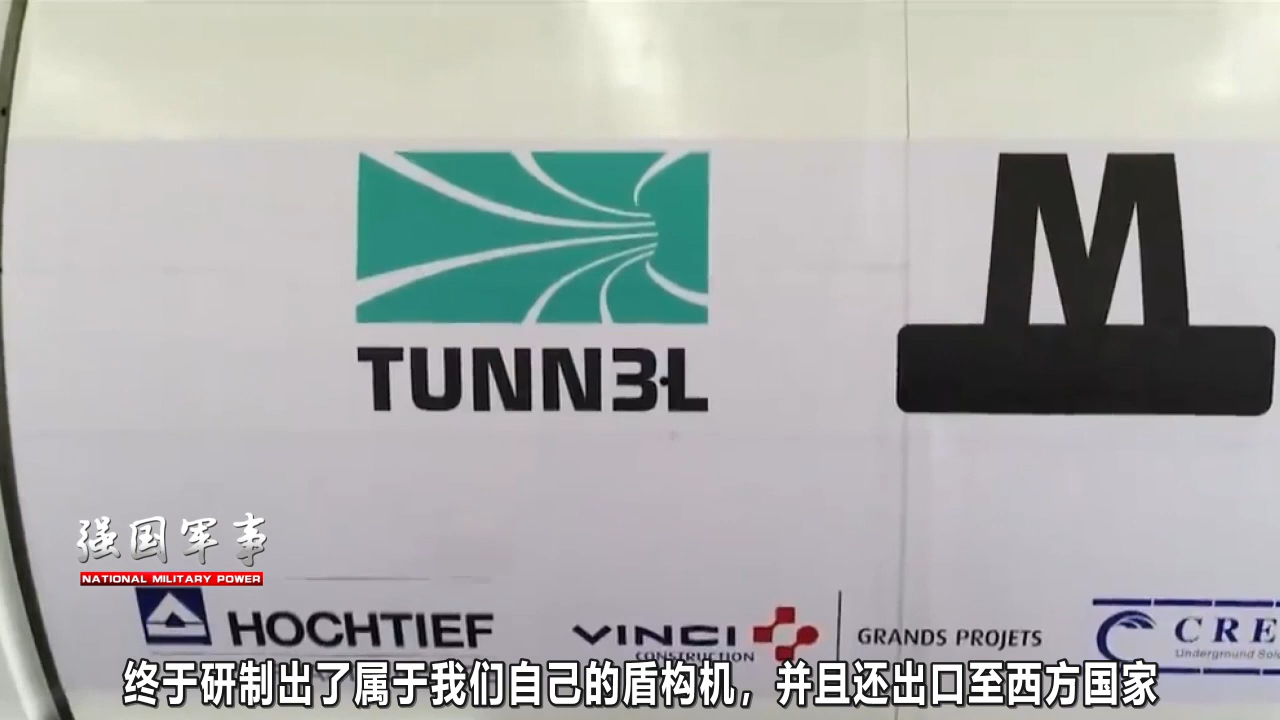 M
TUNN3L
强国军事
NATIONAL MILITARY POWER
HOCHTIEF
VINCI
CONSTRUCTION
GRANDS PROJETS
CRE
Underground Solu
终于研制出了属于我们自己的盾构机，并且还出口至西方国家